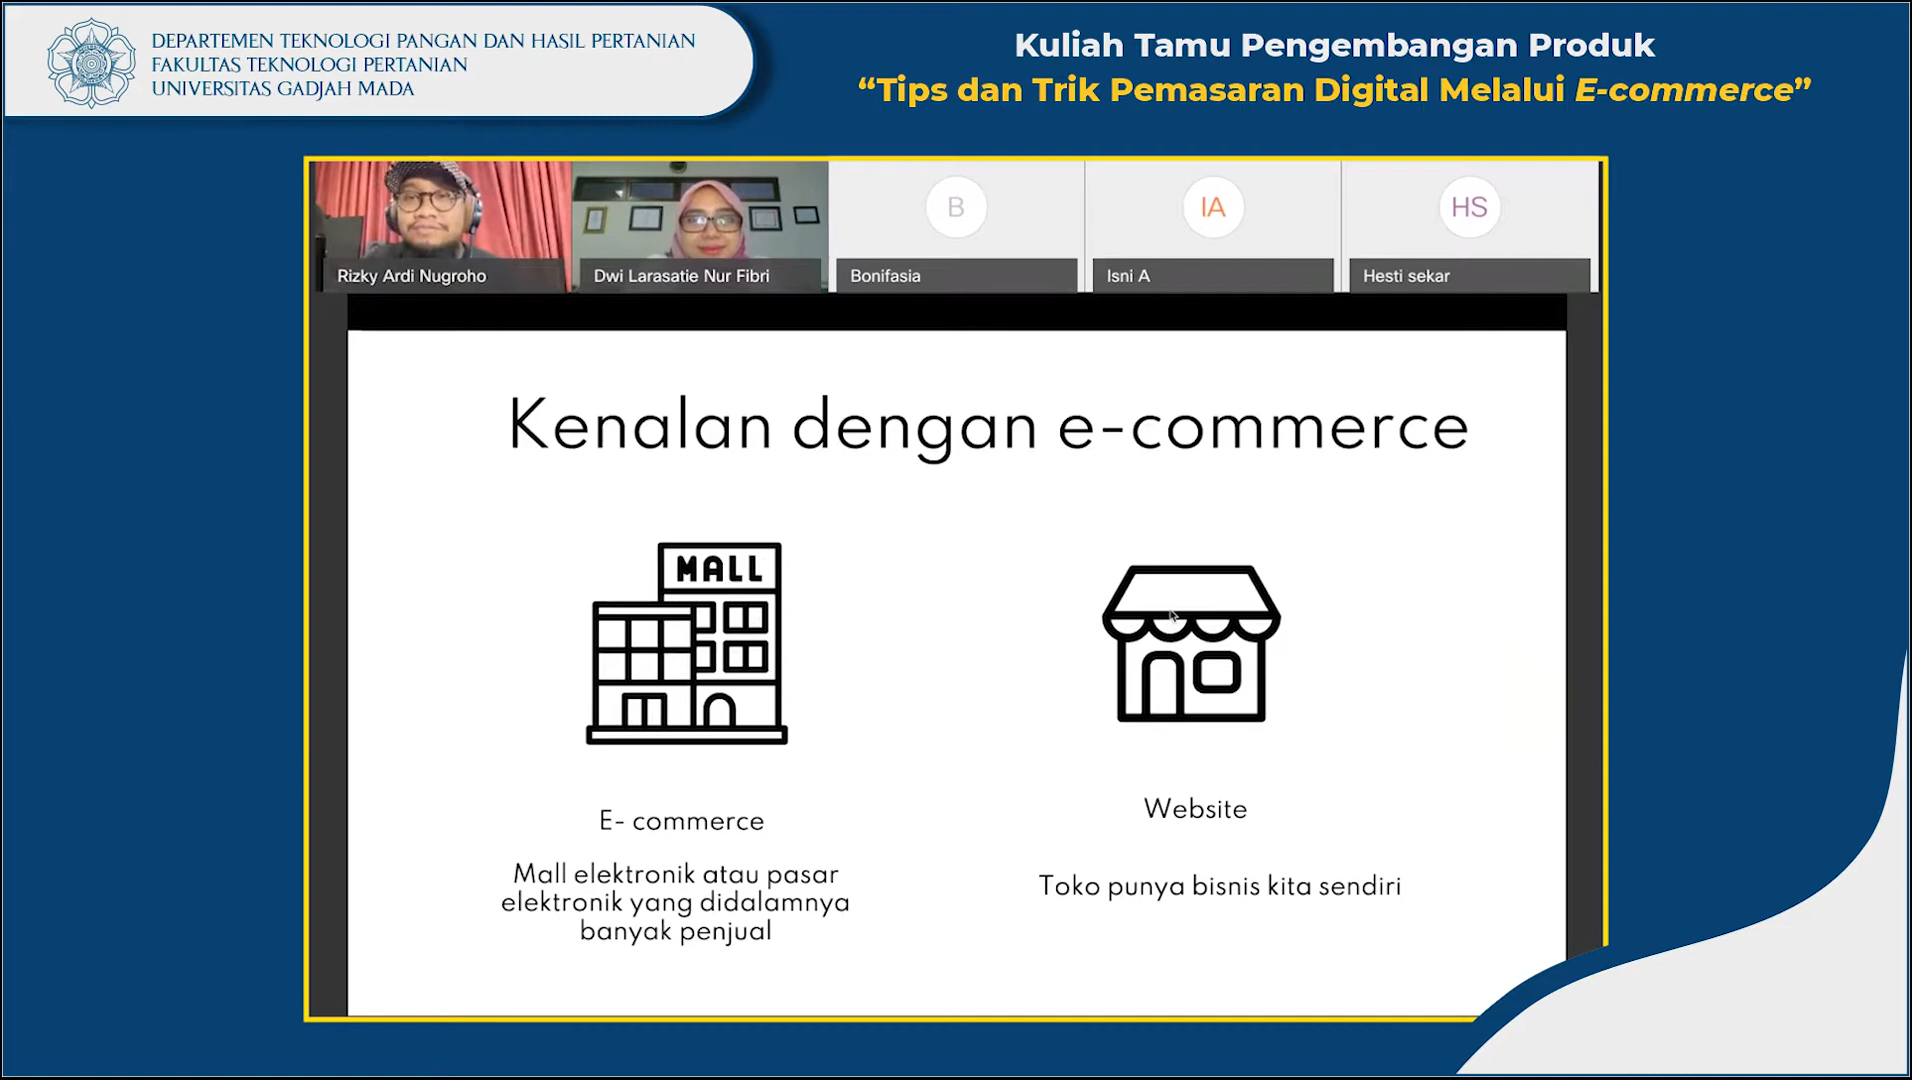 DEPARTEMEN TEKNOLOGI PANGAN DAN HASIL PERTANIAN
FAKULTAS TEKNOLOGI PERTANIAN
UNIVERSITAS GADJAH MADA
Kuliah Tamu Pengembangan Produk
“Tips dan Trik Pemasaran Digital Melalui E-commerce”
Rizky Ardi Nugroho
Dwi Larasatie Nur Fibri
B
Bonifasia
IA
Isni A
HS
Hesti sekar
Kenalan dengan e-commerce
MALL
E- commerce
Mall elektronik atau pasar
elektronik yang didalamnya
banyak penjual
Website
Toko punya bisnis kita sendiri